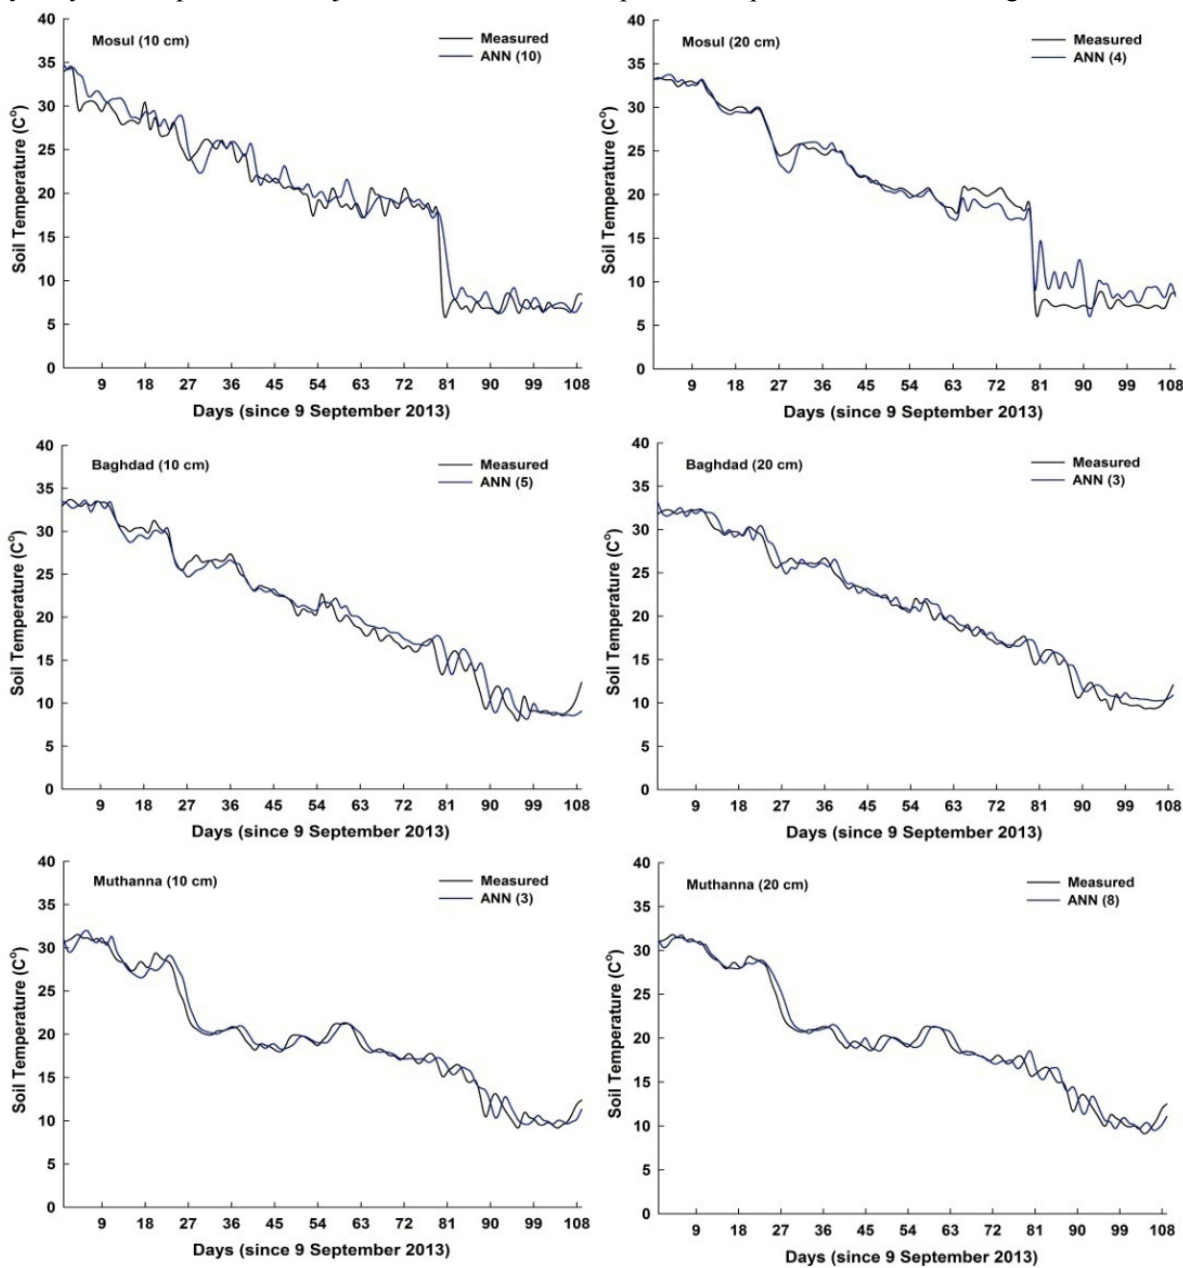 40
35
30
25
20
15
10
5
0
Soil Temperature (C°)
Mosul (10 cm)
Measured
ANN (10)
9 18 27 36 45 54 63 72 81 90 99 108
Days (since 9 September 2013)
40
35
30
25
20
15
10
5
0
Soil Temperature (C°)
Mosul (20 cm)
Measured
ANN (4)
9 18 27 36 45 54 63 72 81 90 99 108
Days (since 9 September 2013)
40
35
30
25
20
15
10
5
0
Soil Temperature (C°)
Baghdad (10 cm)
Measured
ANN (5)
9 18 27 36 45 54 63 72 81 90 99 108
Days (since 9 September 2013)
40
35
30
25
20
15
10
5
0
Soil Temperature (C°)
Baghdad (20 cm)
Measured
ANN (3)
9 18 27 36 45 54 63 72 81 90 99 108
Days (since 9 September 2013)
40
35
30
25
20
15
10
5
0
Soil Temperature (C°)
Muthanna (10 cm)
Measured
ANN (3)
9 18 27 36 45 54 63 72 81 90 99 108
Days (since 9 September 2013)
40
35
30
25
20
15
10
5
0
Soil Temperature (C°)
Muthanna (20 cm)
Measured
ANN (8)
9 18 27 36 45 54 63 72 81 90 99 108
Days (since 9 September 2013)